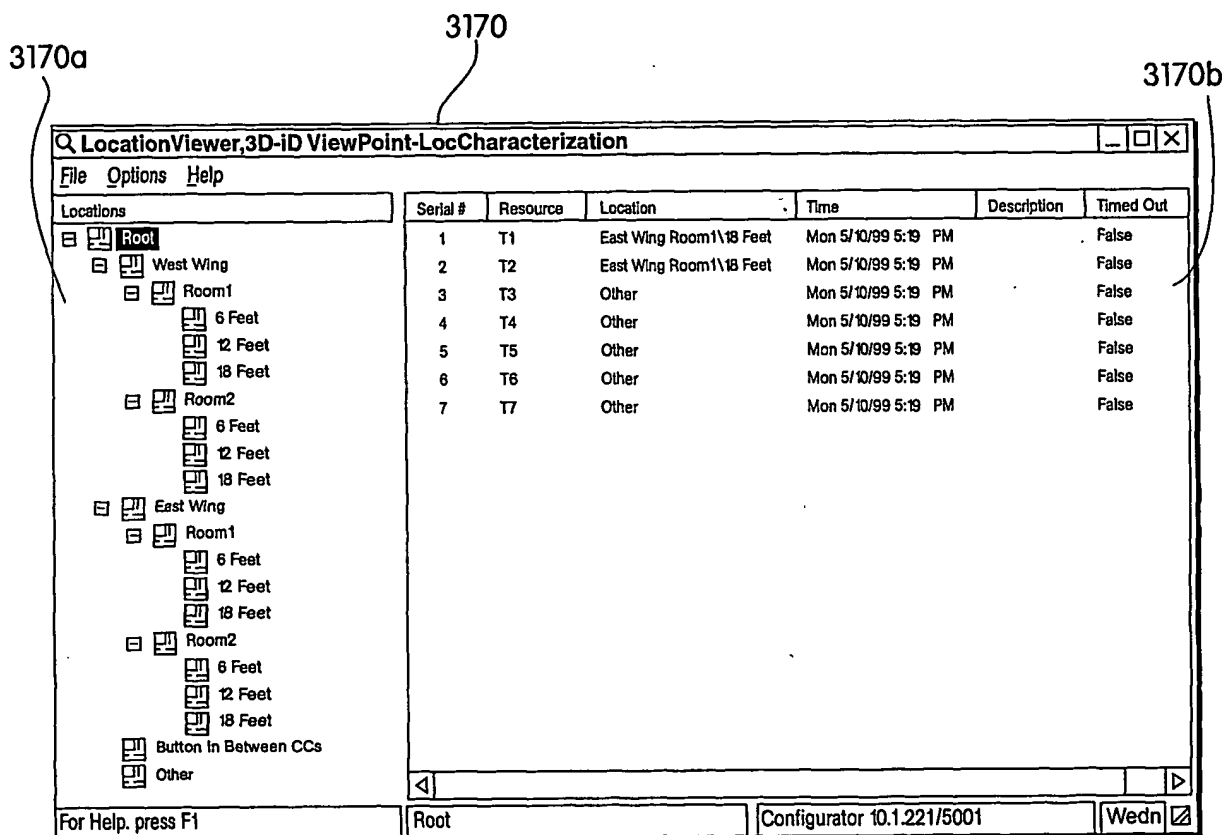 3170
3170a
3170b
LocationViewer,3D-iD ViewPoint-LocCharacterization
File Options Help
Locations
Root
West Wing
Room1
6 Feet
12 Feet
18 Feet
Room2
6 Feet
12 Feet
18 Feet
East Wing
Room1
6 Feet
12 Feet
18 Feet
Room2
6 Feet
12 Feet
18 Feet
Button In Between CCs
Other
Serial # Resource Location Time Description Timed Out
1 T1 East Wing Room1\18 Feet Mon 5/10/99 5:19 PM False
2 T2 East Wing Room1\18 Feet Mon 5/10/99 5:19 PM False
3 T3 Other Mon 5/10/99 5:19 PM False
4 T4 Other Mon 5/10/99 5:19 PM False
5 T5 Other Mon 5/10/99 5:19 PM False
6 T6 Other Mon 5/10/99 5:19 PM False
7 T7 Other Mon 5/10/99 5:19 PM False
For Help. press F1 Root Configurator 10.1.221/5001 Wedn